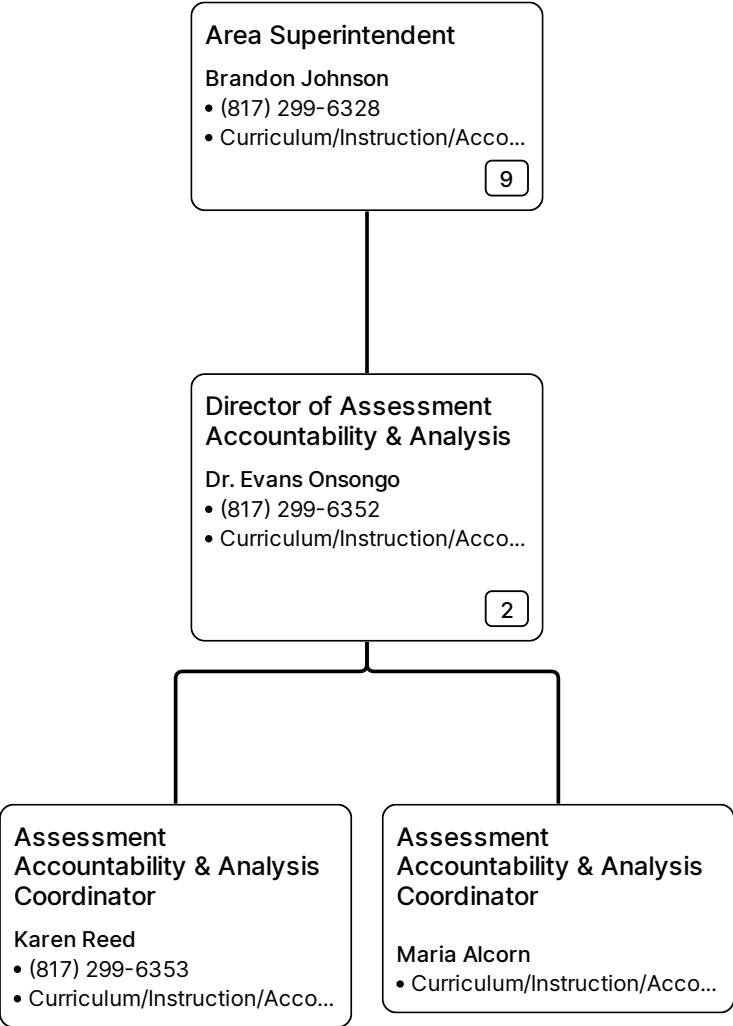 Area Superintendent
Brandon Johnson
• (817) 299-6328
• Curriculum/Instruction/Acco...
9
Director of Assessment
Accountability & Analysis
Dr. Evans Onsongo
• (817) 299-6352
• Curriculum/Instruction/Acco...
2
Assessment
Accountability & Analysis
Coordinator
Karen Reed
• (817) 299-6353
• Curriculum/Instruction/Acco...
Assessment
Accountability & Analysis
Coordinator
Maria Alcorn
• Curriculum/Instruction/Acco...